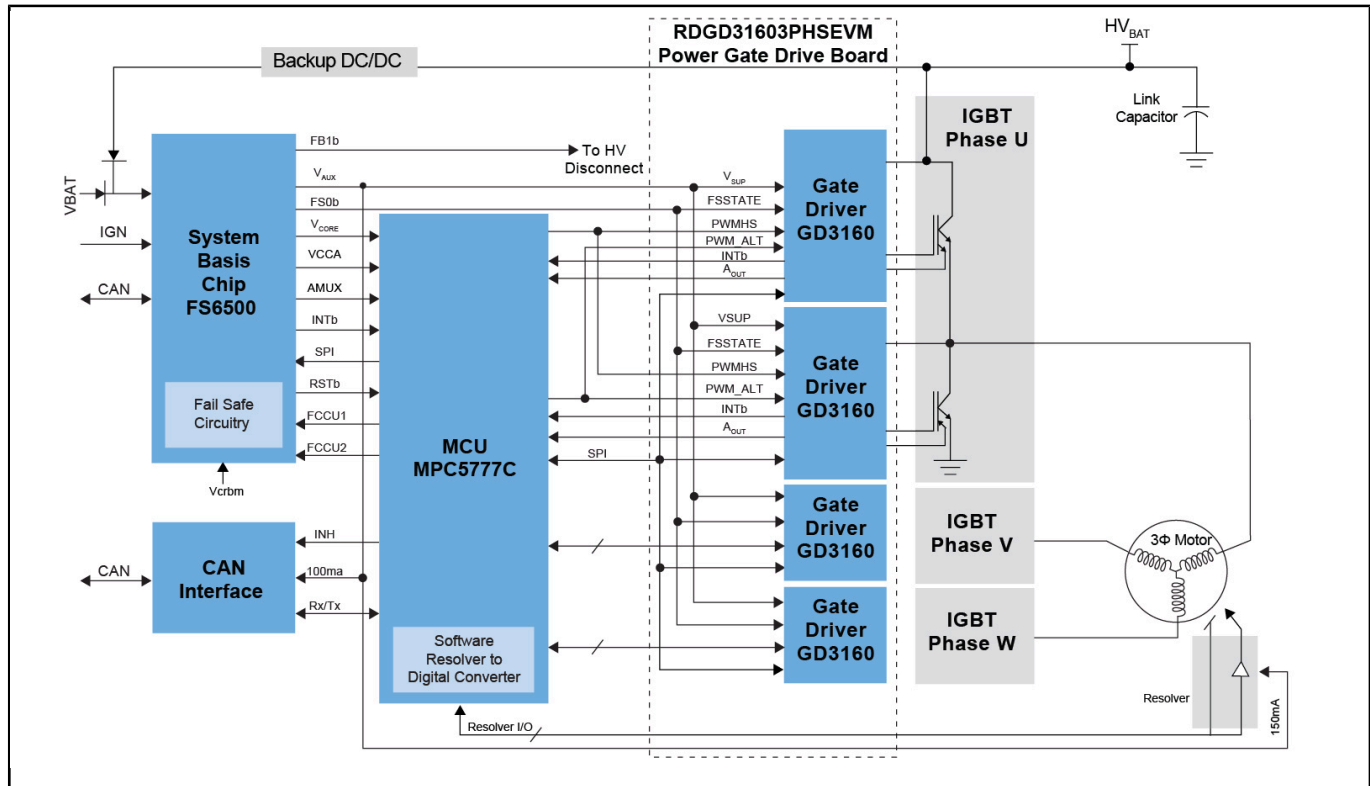 RDGD31603PHSEVM
Power Gate Drive Board
HVBAT
Backup DC/DC
Link
Capacitor
IGBT
Phase U
FB1b
To HV
Disconnect
VBAT
IGN
CAN
System
Basis
Chip
FS6500
Fail Safe
Circuitry
Vcrbm
VAUX
FS0b
VCORE
VCCA
AMUX
INTb
SPI
RSTb
FCCU1
FCCU2
MCU
MPC5777C
Software
Resolver to
Digital Converter
Resolver I/O
VSUP
FSSTATE
PWMHS
PWM_ALT
INTb
AOUT
Gate
Driver
GD3160
VSUP
FSSTATE
PWMHS
PWM_ALT
INTb
AOUT
SPI
Gate
Driver
GD3160
Gate
Driver
GD3160
Gate
Driver
GD3160
IGBT
Phase V
IGBT
Phase W
3Φ Motor
Resolver
150mA
CAN
CAN
Interface
INH
100ma
Rx/Tx